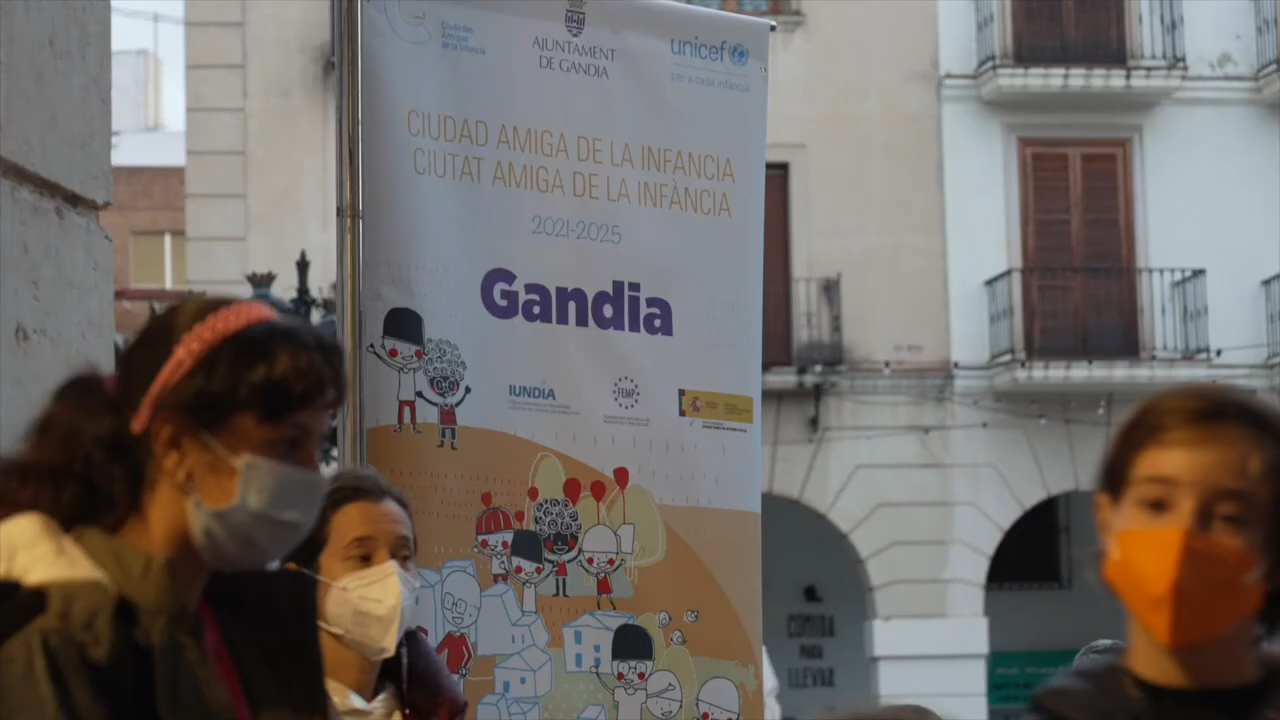 Ciudades
Amigas
de la Infancia
AJUNTAMENT
DE GANDIA
unicef
per a cada infància
CIUDAD AMIGA DE LA INFANCIA
CIUTAT AMIGA DE LA INFÀNCIA
2021-2025
Gandia
IUNDIA
FEMP
COMIDA
PARA
LLEVAR